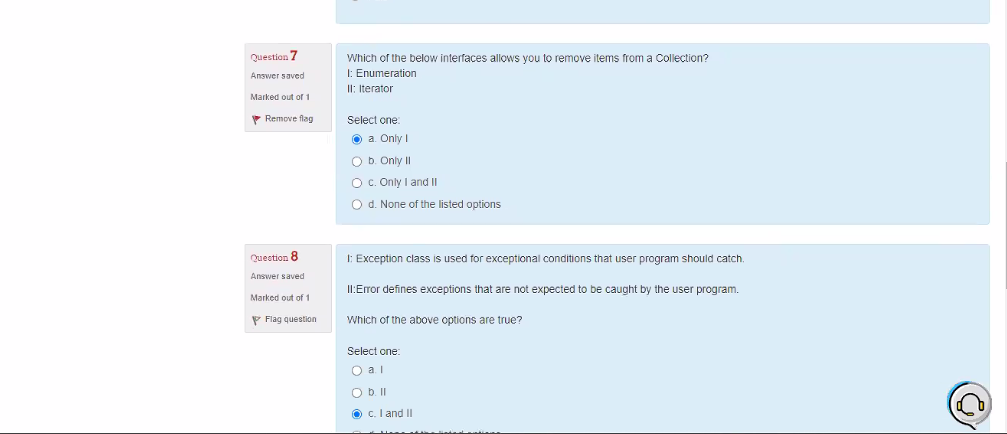 Question 7
Answer saved
Marked out of 1
Remove flag
Which of the below interfaces allows you to remove items from a Collection?
I: Enumeration
II: Iterator
Select one:
a. Only I
b. Only II
c. Only I and II
d. None of the listed options
Question 8
Answer saved
Marked out of 1
Flag question
I: Exception class is used for exceptional conditions that user program should catch.
II:Error defines exceptions that are not expected to be caught by the user program.
Which of the above options are true?
Select one:
a. I
b. II
c. I and II